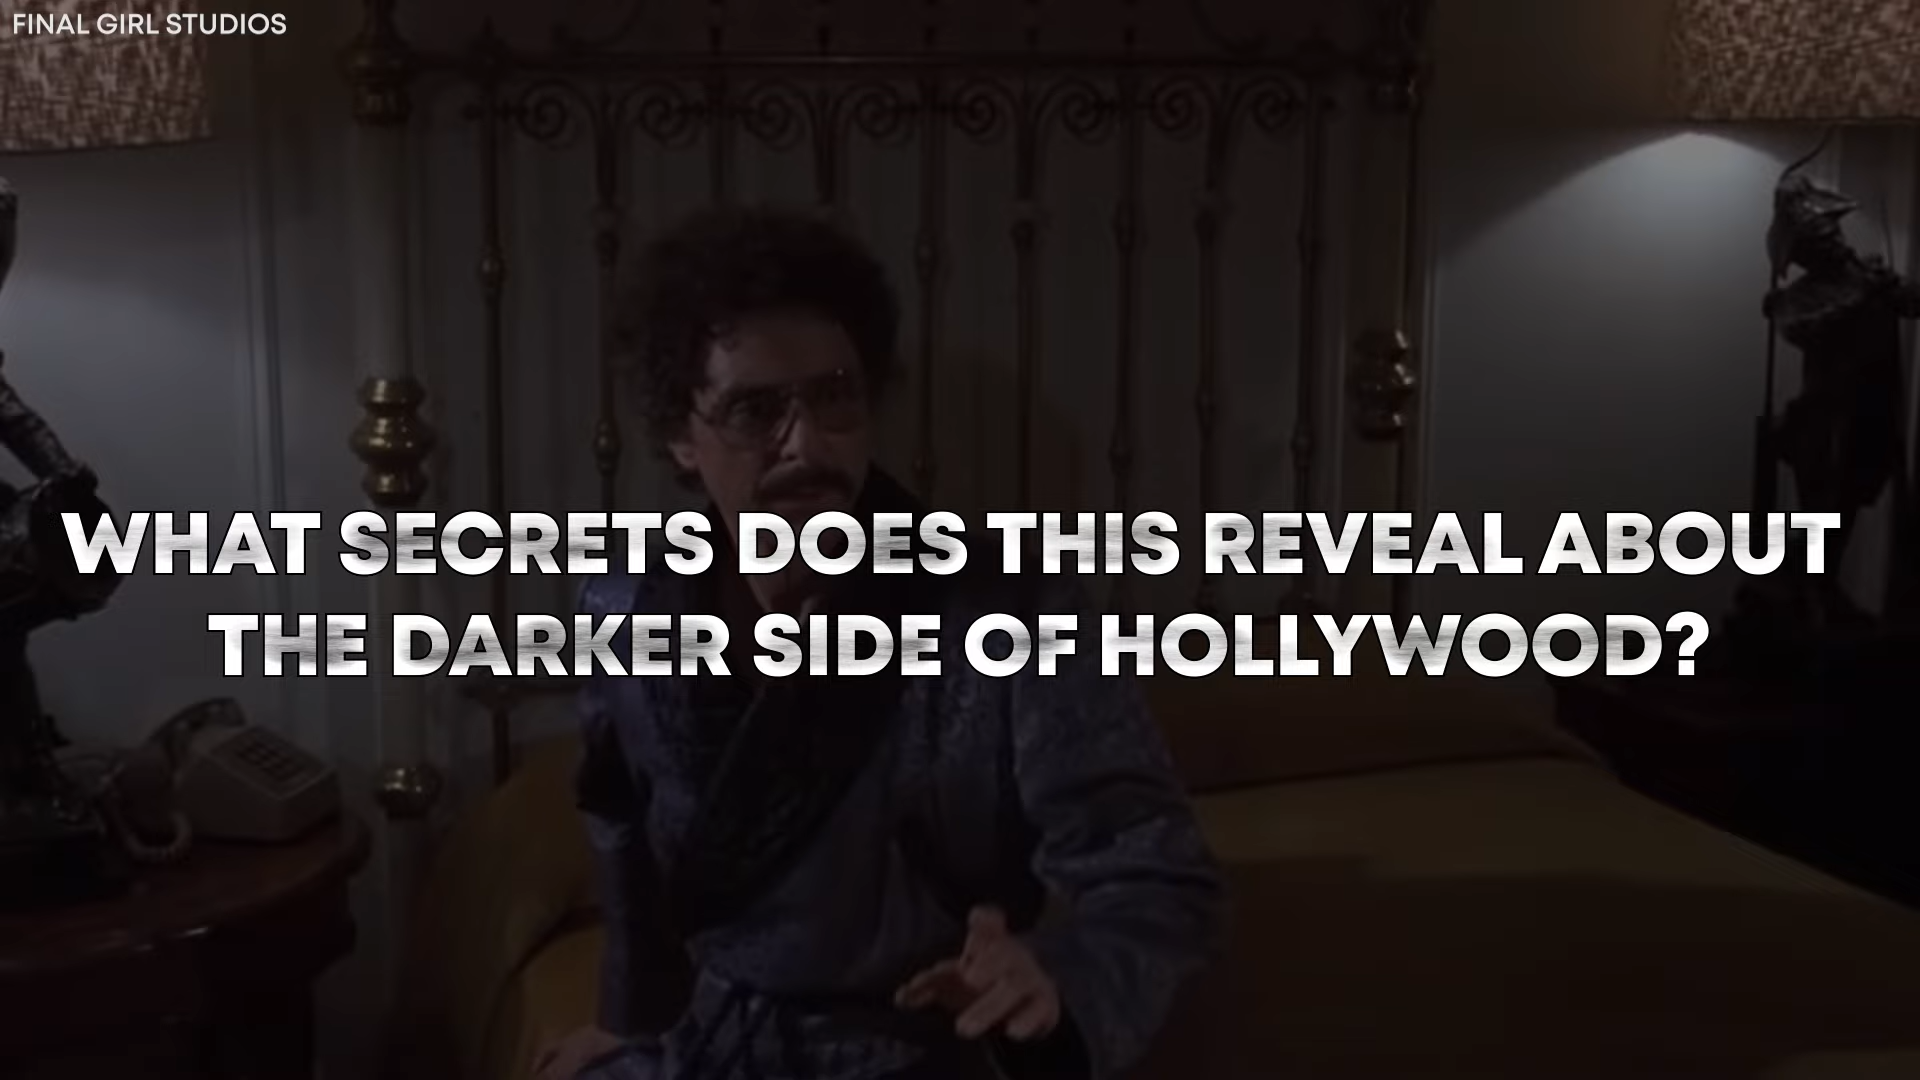 FINAL GIRL STUDIOS
WHAT SECRETS DOES THIS REVEAL ABOUT
THE DARKER SIDE OF HOLLYWOOD?